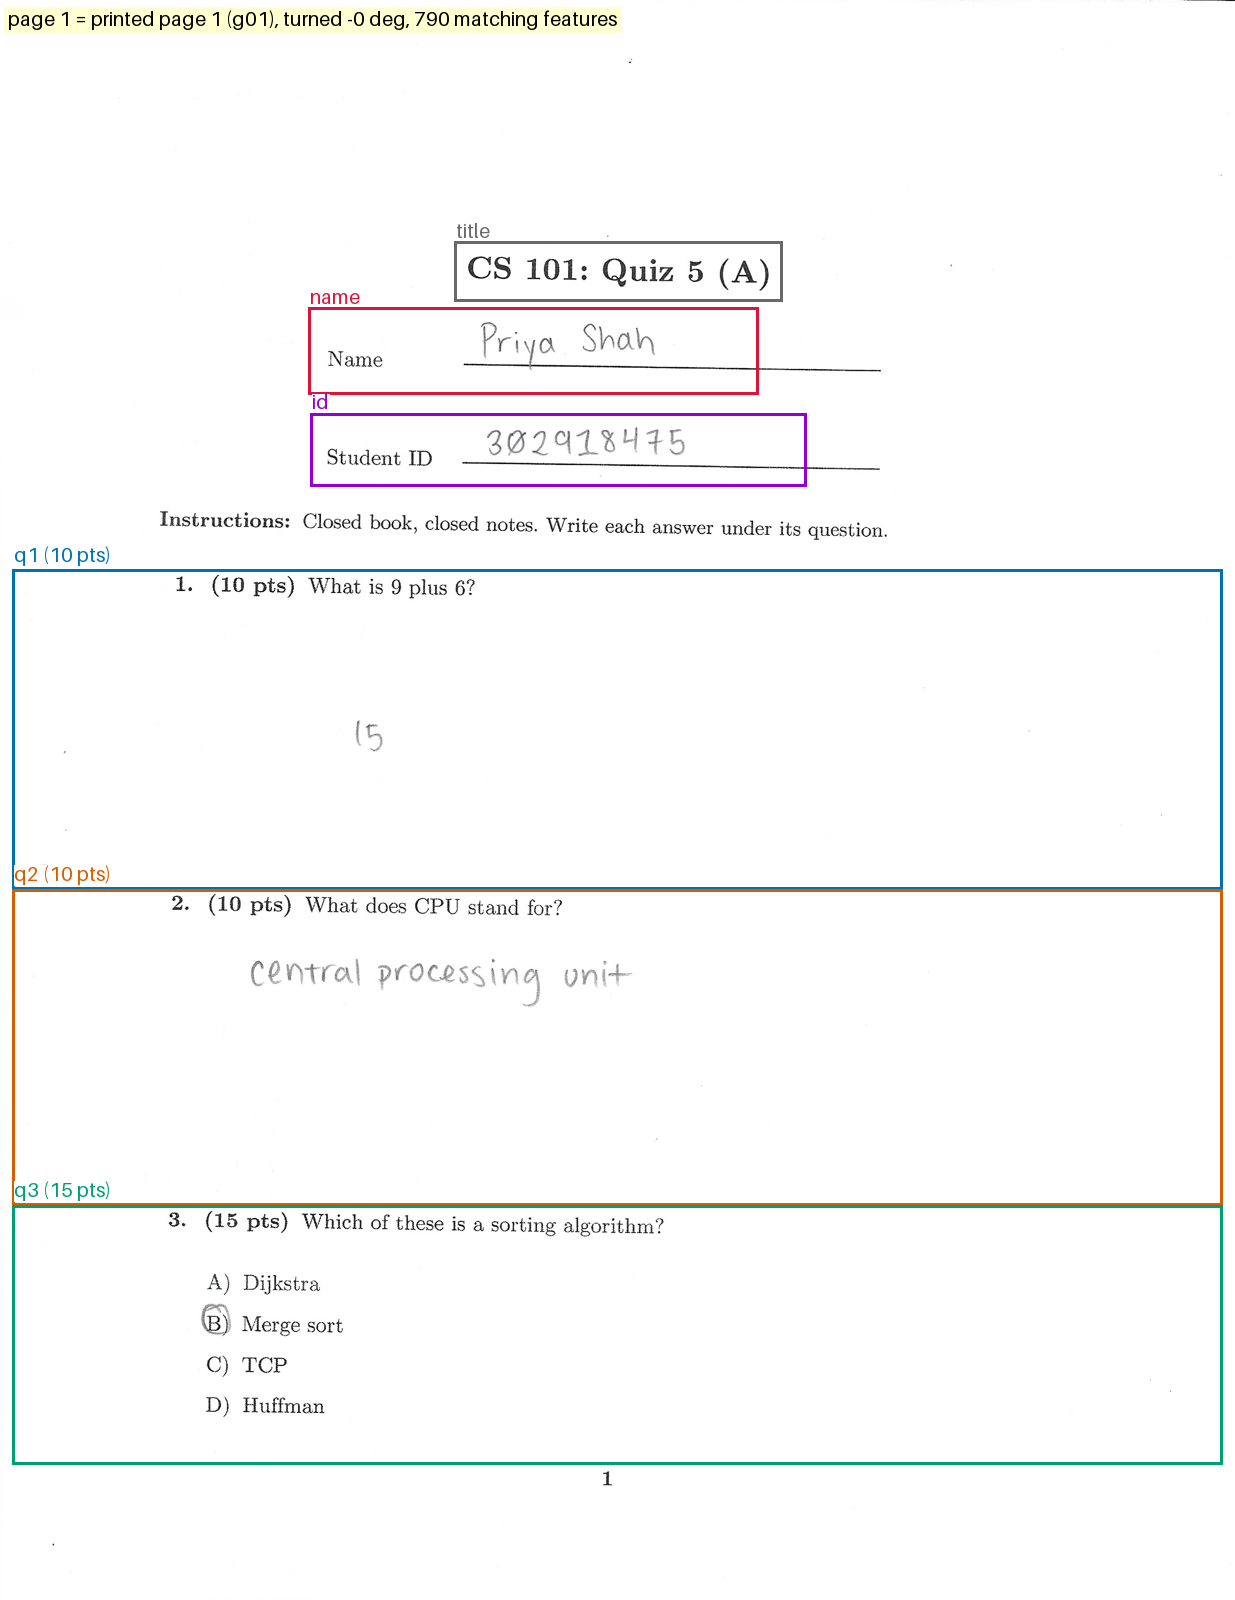 page 1 = printed page 1 (g01), turned -0 deg, 790 matching features
title
CS 101: Quiz 5 (A)
name
Name Priya Shah
id
Student ID 302918475
Instructions: Closed book, closed notes. Write each answer under its question.
q1 (10 pts)
1. (10 pts) What is 9 plus 6?
15
q2 (10 pts)
2. (10 pts) What does CPU stand for?
central processing unit
q3 (15 pts)
3. (15 pts) Which of these is a sorting algorithm?
A) Dijkstra
B) Merge sort
C) TCP
D) Huffman
1